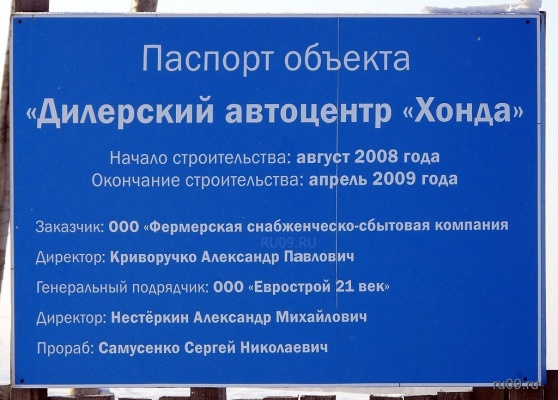 Паспорт объекта
«Дилерский автоцентр «Хонда»
Начало строительства: август 2008 года
Окончание строительства: апрель 2009 года
Заказчик: ООО «Фермерская снабженческо-сбытовая компания
RU09.RU
Директор: Криворучко Александр Павлович
Генеральный подрядчик: ООО «Еврострой 21 век»
Директор: Нестёркин Александр Михайлович
Прораб: Самусенко Сергей Николаевич
ru09.ru